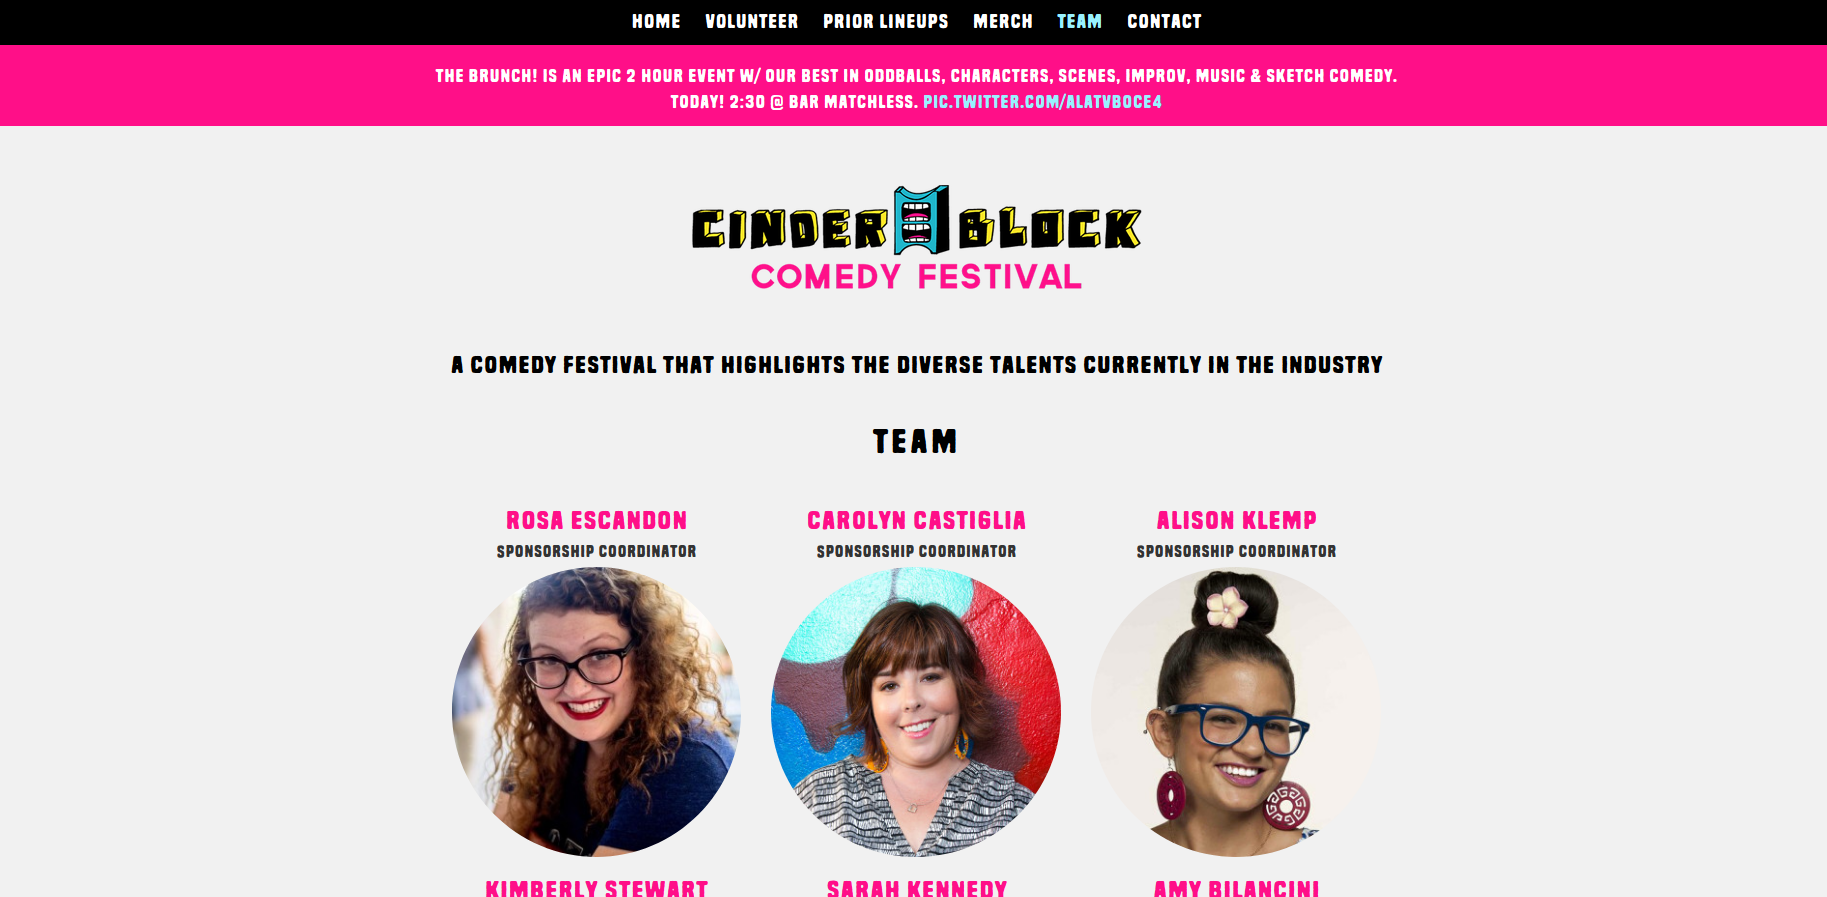 HOME VOLUNTEER PRIOR LINEUPS MERCH TEAM CONTACT
THE BRUNCH! IS AN EPIC 2 HOUR EVENT W/ OUR BEST IN ODDBALLS, CHARACTERS, SCENES, IMPROV, MUSIC & SKETCH COMEDY.
TODAY! 2:30 @ BAR MATCHLESS. PIC.TWITTER.COM/ALATVBOCE4
CINDER BLOCK
COMEDY FESTIVAL
A COMEDY FESTIVAL THAT HIGHLIGHTS THE DIVERSE TALENTS CURRENTLY IN THE INDUSTRY
TEAM
ROSA ESCANDON
SPONSORSHIP COORDINATOR
CAROLYN CASTIGLIA
SPONSORSHIP COORDINATOR
ALISON KLEMP
SPONSORSHIP COORDINATOR
KIMBERLY STEWART
SARAH KENNEDY
AMY BILANCINI